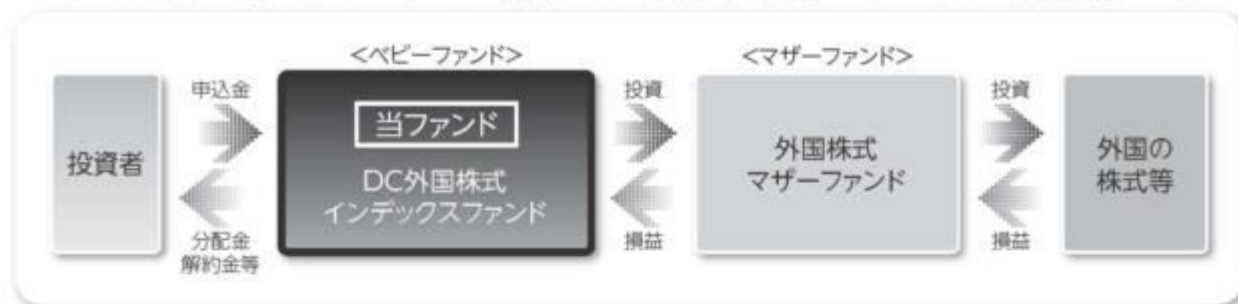 <ベビーファンド>
<マザーファンド>
投資者
申込金
分配金
解約金等
当ファンド
DC外国株式
インデックスファンド
投資
損益
外国株式
マザーファンド
投資
損益
外国の
株式等